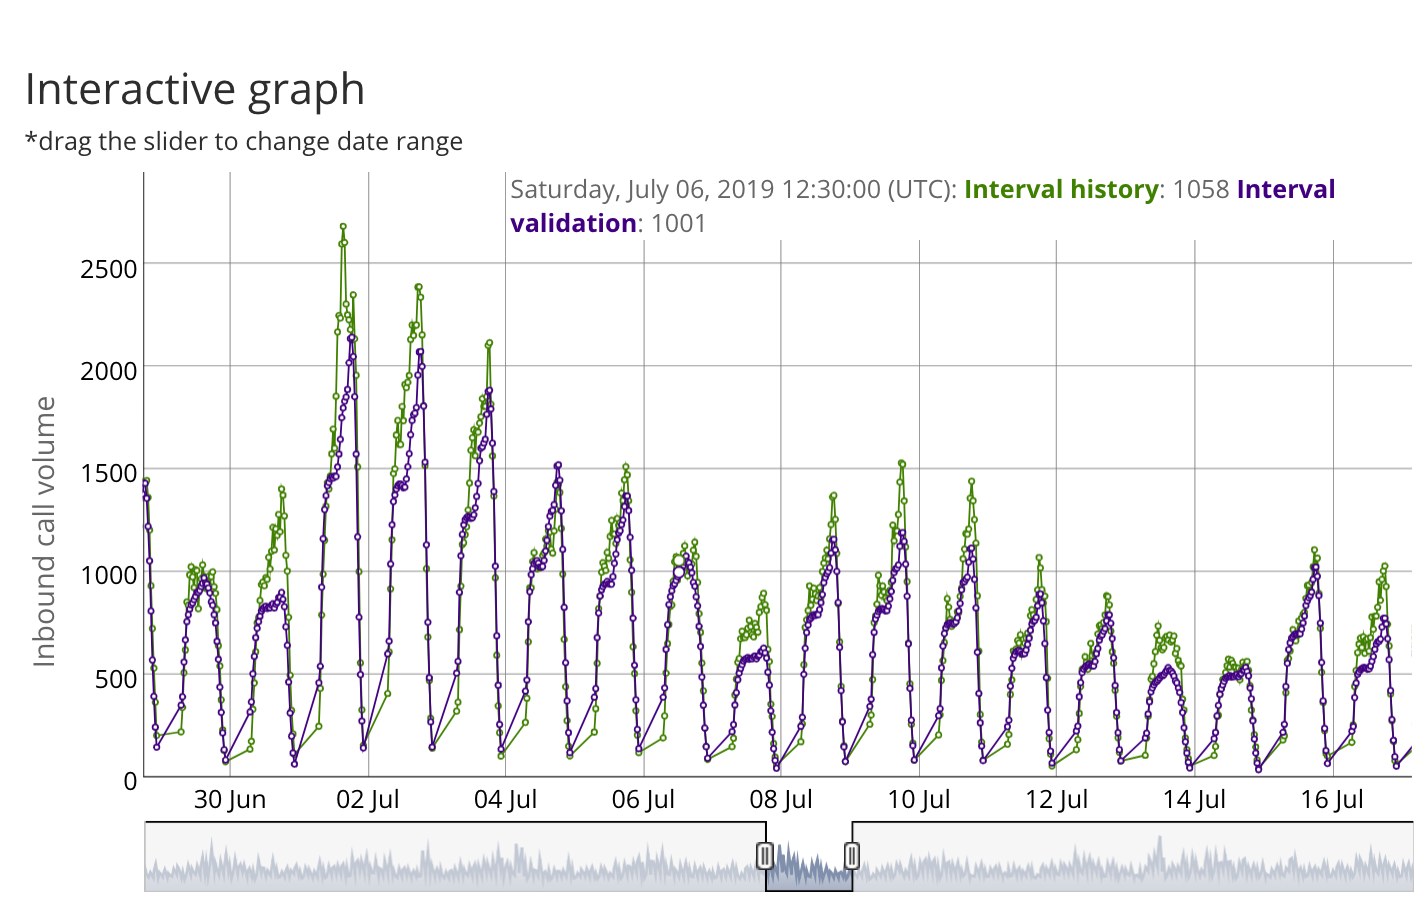 Interactive graph
*drag the slider to change date range
Saturday, July 06, 2019 12:30:00 (UTC): Interval history: 1058 Interval
validation: 1001
Inbound call volume
2500
2000
1500
1000
500
0
30 Jun
02 Jul
04 Jul
06 Jul
08 Jul
10 Jul
12 Jul
14 Jul
16 Jul